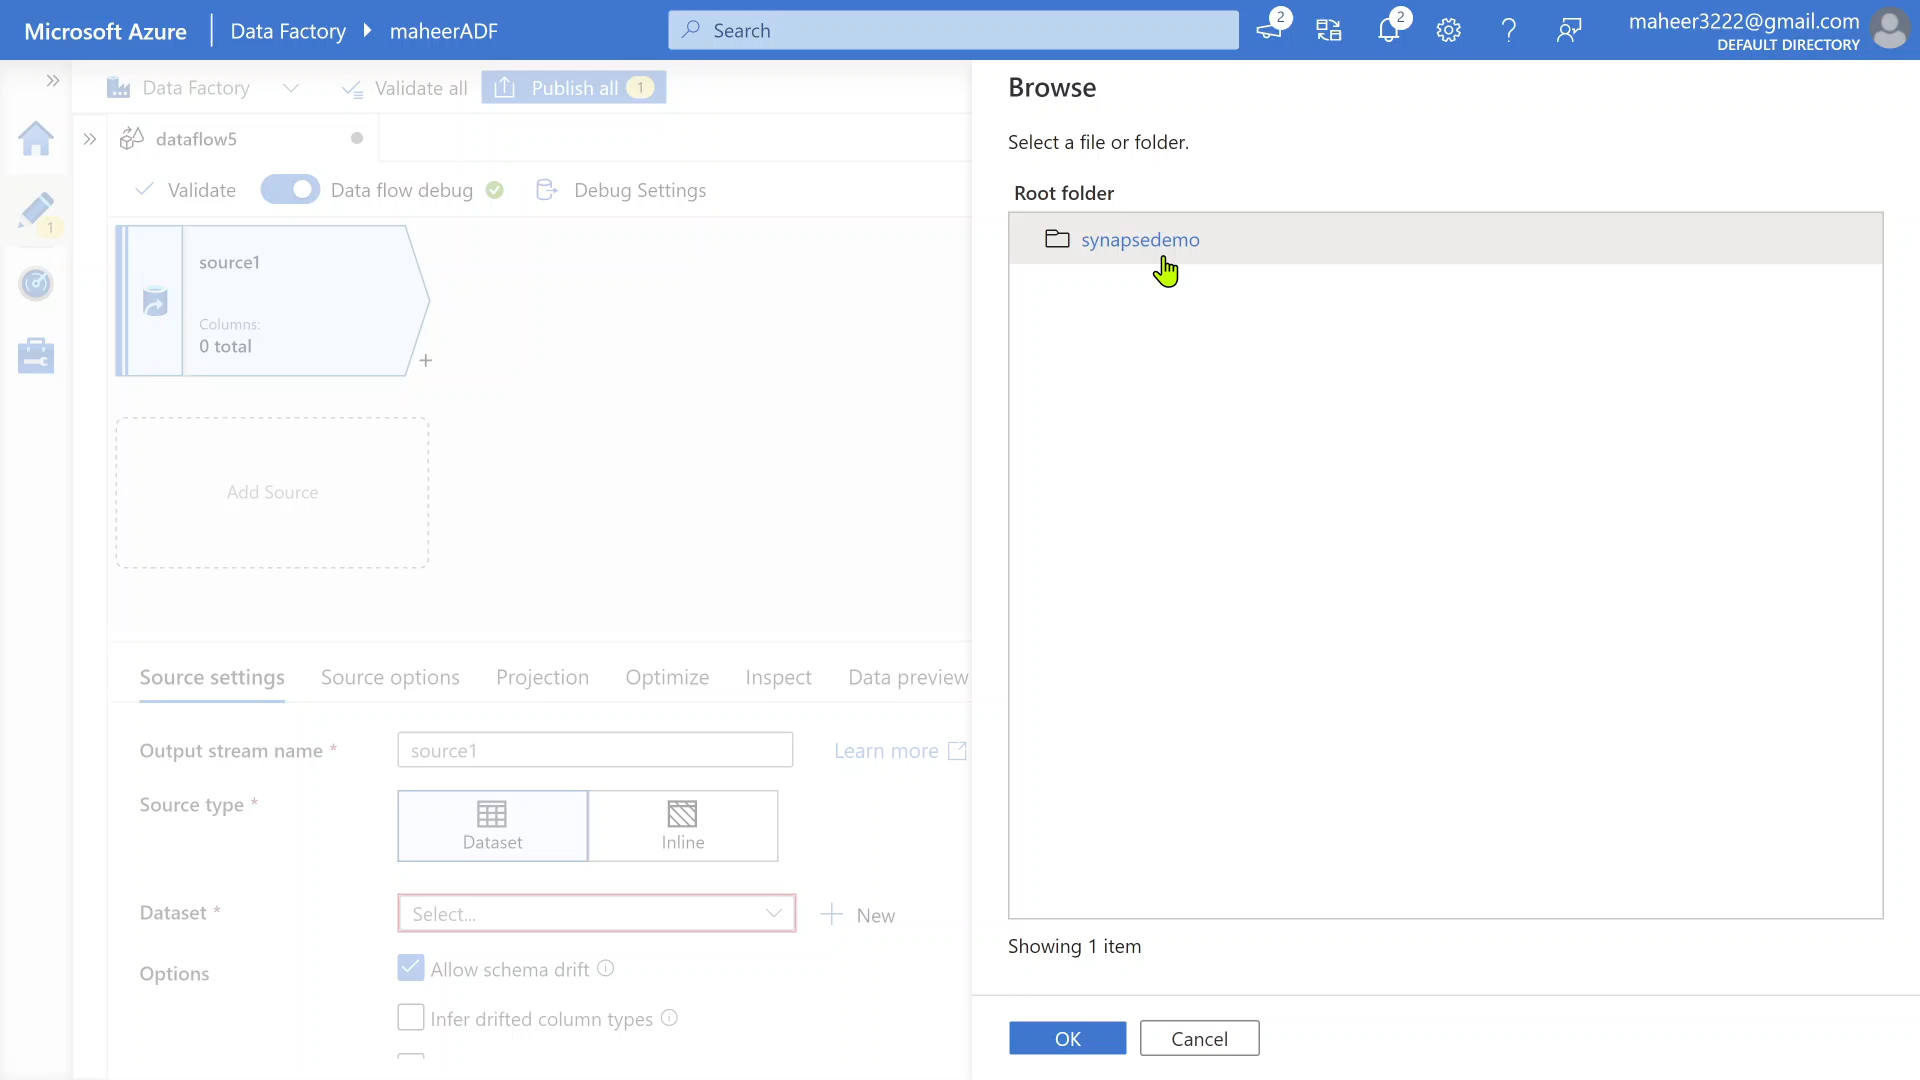 Microsoft Azure
Data Factory
maheerADF
Search
2
2
maheer3222@gmail.com
DEFAULT DIRECTORY
Data Factory
Validate all
Publish all 1
dataflow5
Validate
Data flow debug
Debug Settings
1
source1
Columns:
0 total
Add Source
Source settings
Source options
Projection
Optimize
Inspect
Data preview
Output stream name *
source1
Learn more
Source type *
Dataset
Inline
Dataset *
Select...
New
Options
Allow schema drift
Infer drifted column types
Browse
Select a file or folder.
Root folder
synapsedemo
Showing 1 item
OK
Cancel